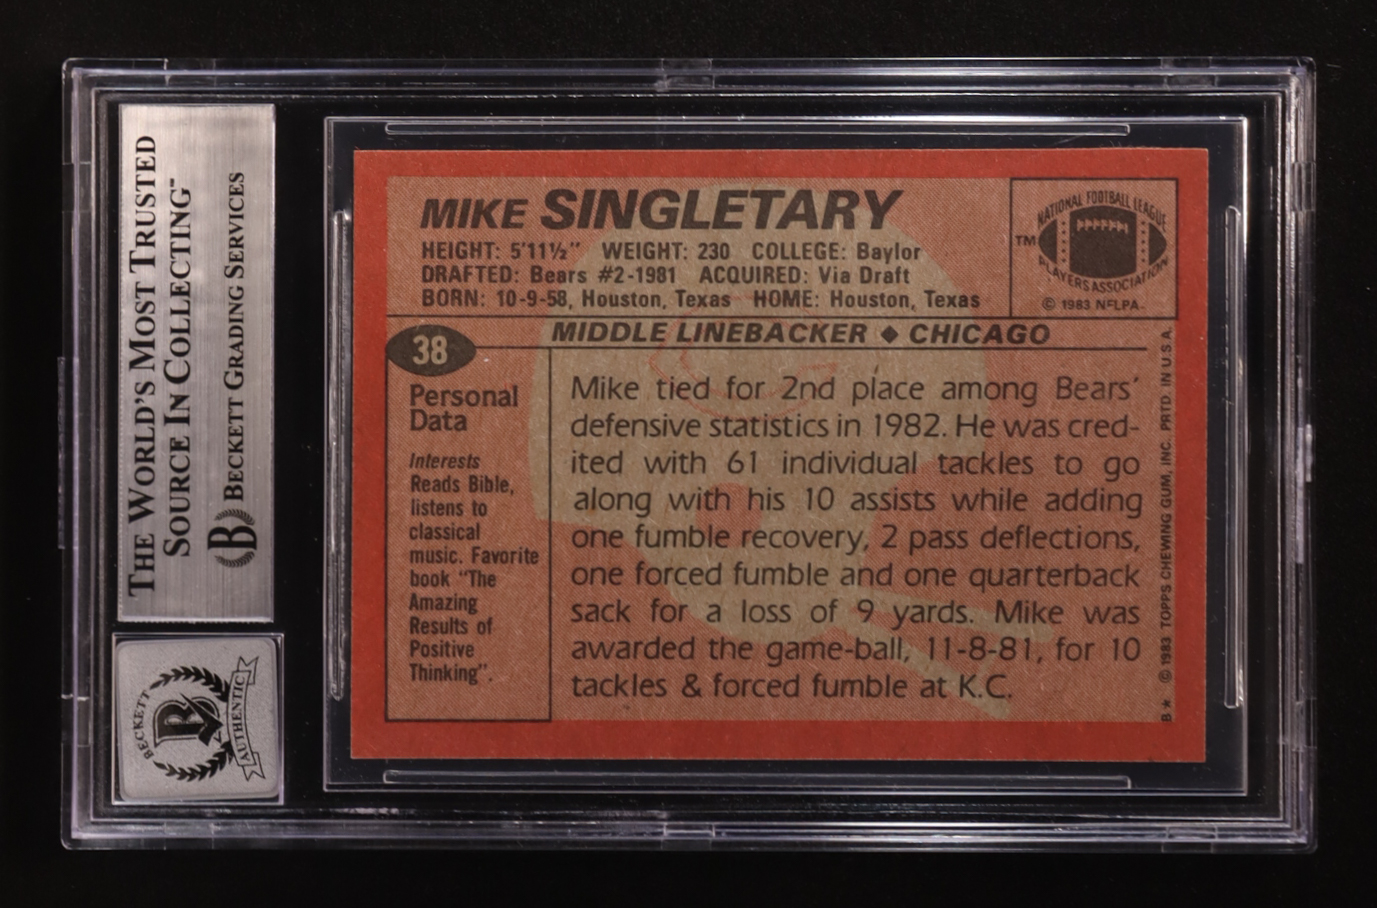 THE WORLD'S MOST TRUSTED
SOURCE IN COLLECTING™
B BECKETT GRADING SERVICES
BECKETT
B
AUTHENTIC
MIKE SINGLETARY
HEIGHT: 5'11½" WEIGHT: 230 COLLEGE: Baylor
DRAFTED: Bears #2-1981 ACQUIRED: Via Draft
BORN: 10-9-58, Houston, Texas HOME: Houston, Texas
NATIONAL FOOTBALL LEAGUE
TM
PLAYERS ASSOCIATION
© 1983 NFLPA
38
MIDDLE LINEBACKER ♦ CHICAGO
Personal
Data
Interests
Reads Bible,
listens to
classical
music. Favorite
book "The
Amazing
Results of
Positive
Thinking".
Mike tied for 2nd place among Bears'
defensive statistics in 1982. He was cred-
ited with 61 individual tackles to go
along with his 10 assists while adding
one fumble recovery, 2 pass deflections,
one forced fumble and one quarterback
sack for a loss of 9 yards. Mike was
awarded the game-ball, 11-8-81, for 10
tackles & forced fumble at K.C.
B* © 1983 TOPPS CHEWING GUM, INC. PRTD. IN U.S.A.